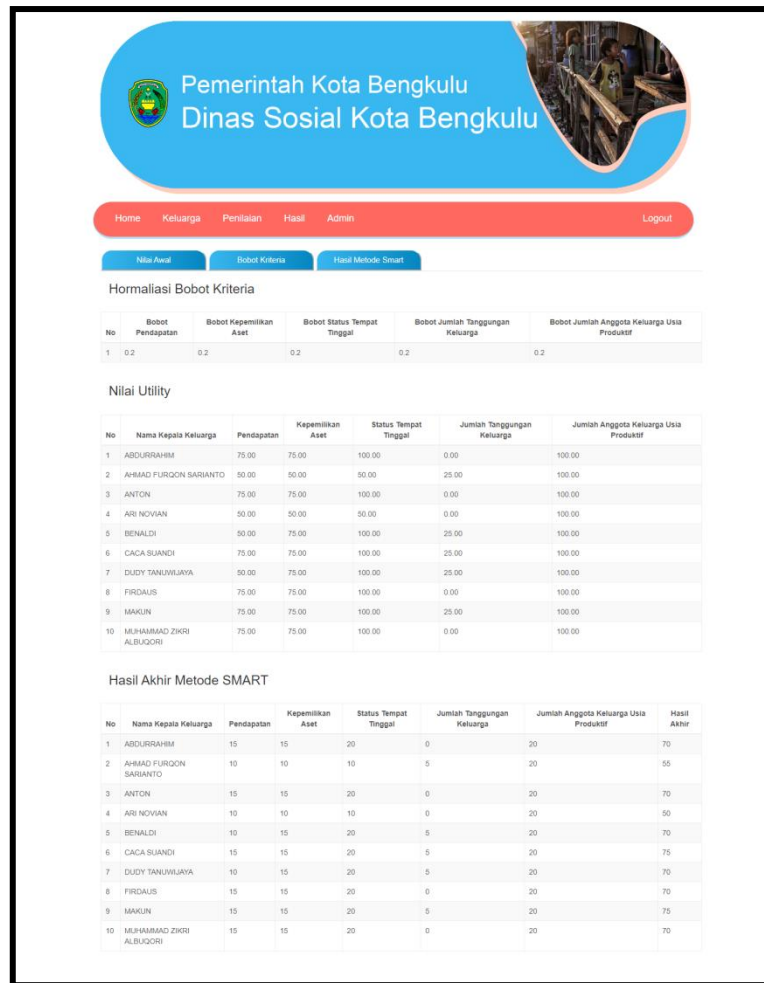 Pemerintah Kota Bengkulu
Dinas Sosial Kota Bengkulu
Home Keluarga Penilaian Hasil Admin Logout
Nilai Awal Bobot Kriteria Hasil Metode Smart
Hormaliasi Bobot Kriteria
No Bobot Pendapatan Bobot Kepemilikan Aset Bobot Status Tempat Tinggal Bobot Jumlah Tanggungan Keluarga Bobot Jumlah Anggota Keluarga Usia Produktif
1 0.2 0.2 0.2 0.2 0.2
Nilai Utility
No Nama Kepala Keluarga Pendapatan Kepemilikan Aset Status Tempat Tinggal Jumlah Tanggungan Keluarga Jumlah Anggota Keluarga Usia Produktif
1 ABDURRAHIM 75.00 75.00 100.00 0.00 100.00
2 AHMAD FURQON SARIANTO 50.00 50.00 50.00 25.00 100.00
3 ANTON 75.00 75.00 100.00 0.00 100.00
4 ARI NOVIAN 50.00 50.00 50.00 0.00 100.00
5 BENALDI 50.00 75.00 100.00 25.00 100.00
6 CACA SUANDI 75.00 75.00 100.00 25.00 100.00
7 DUDY TANUWIJAYA 50.00 75.00 100.00 25.00 100.00
8 FIRDAUS 75.00 75.00 100.00 0.00 100.00
9 MAKUN 75.00 75.00 100.00 25.00 100.00
10 MUHAMMAD ZIKRI ALBUQORI 75.00 75.00 100.00 0.00 100.00
Hasil Akhir Metode SMART
No Nama Kepala Keluarga Pendapatan Kepemilikan Aset Status Tempat Tinggal Jumlah Tanggungan Keluarga Jumlah Anggota Keluarga Usia Produktif Hasil Akhir
1 ABDURRAHIM 15 15 20 0 20 70
2 AHMAD FURQON SARIANTO 10 10 10 5 20 55
3 ANTON 15 15 20 0 20 70
4 ARI NOVIAN 10 10 10 0 20 50
5 BENALDI 10 15 20 5 20 70
6 CACA SUANDI 15 15 20 5 20 75
7 DUDY TANUWIJAYA 10 15 20 5 20 70
8 FIRDAUS 15 15 20 0 20 70
9 MAKUN 15 15 20 5 20 75
10 MUHAMMAD ZIKRI ALBUQORI 15 15 20 0 20 70